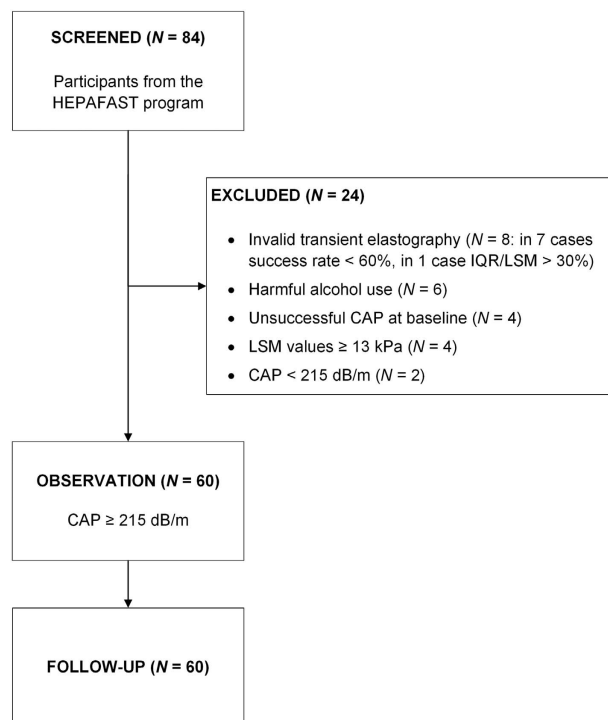 SCREENED (N = 84)
Participants from the
HEPAFAST program
EXCLUDED (N = 24)
• Invalid transient elastography (N = 8: in 7 cases
success rate < 60%, in 1 case IQR/LSM > 30%)
• Harmful alcohol use (N = 6)
• Unsuccessful CAP at baseline (N = 4)
• LSM values ≥ 13 kPa (N = 4)
• CAP < 215 dB/m (N = 2)
OBSERVATION (N = 60)
CAP ≥ 215 dB/m
FOLLOW-UP (N = 60)